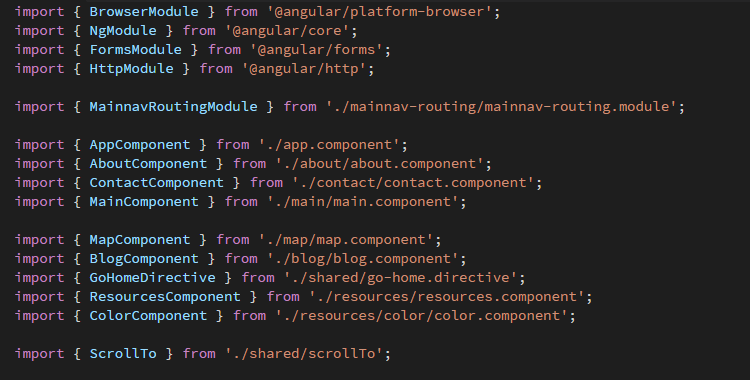 import { BrowserModule } from '@angular/platform-browser';
import { NgModule } from '@angular/core';
import { FormsModule } from '@angular/forms';
import { HttpModule } from '@angular/http';
import { MainnavRoutingModule } from './mainnav-routing/mainnav-routing.module';
import { AppComponent } from './app.component';
import { AboutComponent } from './about/about.component';
import { ContactComponent } from './contact/contact.component';
import { MainComponent } from './main/main.component';
import { MapComponent } from './map/map.component';
import { BlogComponent } from './blog/blog.component';
import { GoHomeDirective } from './shared/go-home.directive';
import { ResourcesComponent } from './resources/resources.component';
import { ColorComponent } from './resources/color/color.component';
import { ScrollTo } from './shared/scrollTo';